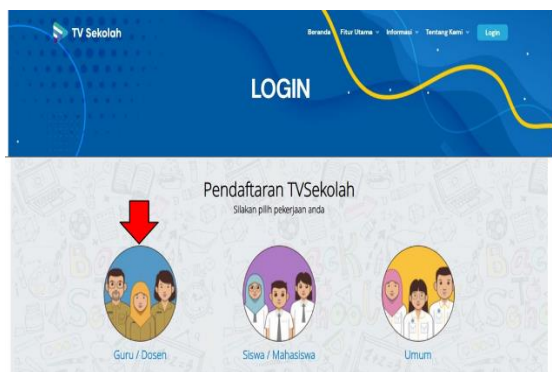 TV Sekolah
Beranda Fitur Utama Informasi Tentang Kami Login
LOGIN
Pendaftaran TVSekolah
Silakan pilih pekerjaan anda
Guru / Dosen
Siswa / Mahasiswa
Umum